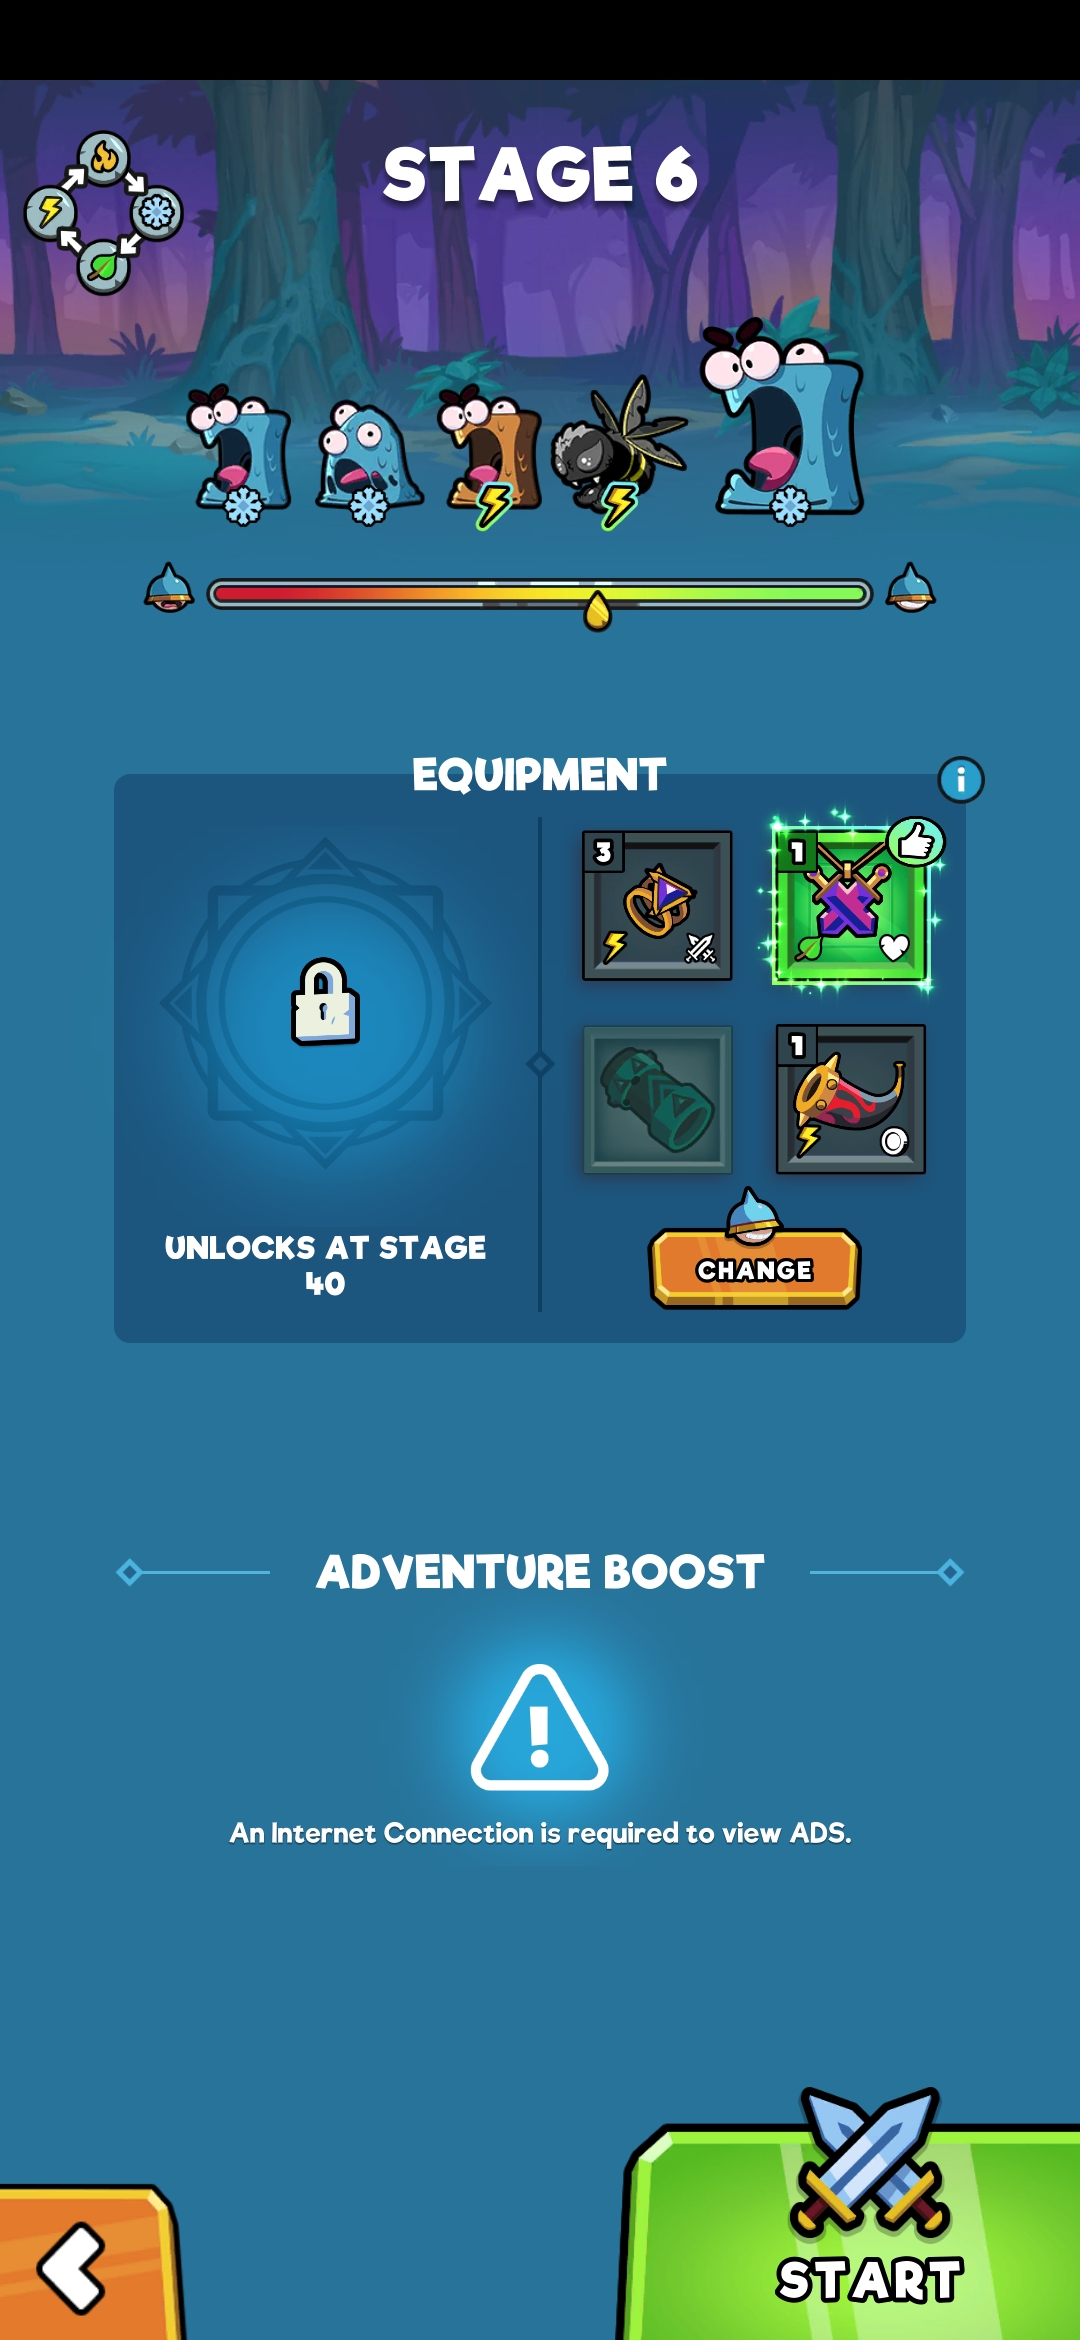 STAGE 6
EQUIPMENT
3
1
1
UNLOCKS AT STAGE
40
CHANGE
ADVENTURE BOOST
An Internet Connection is required to view ADS.
START